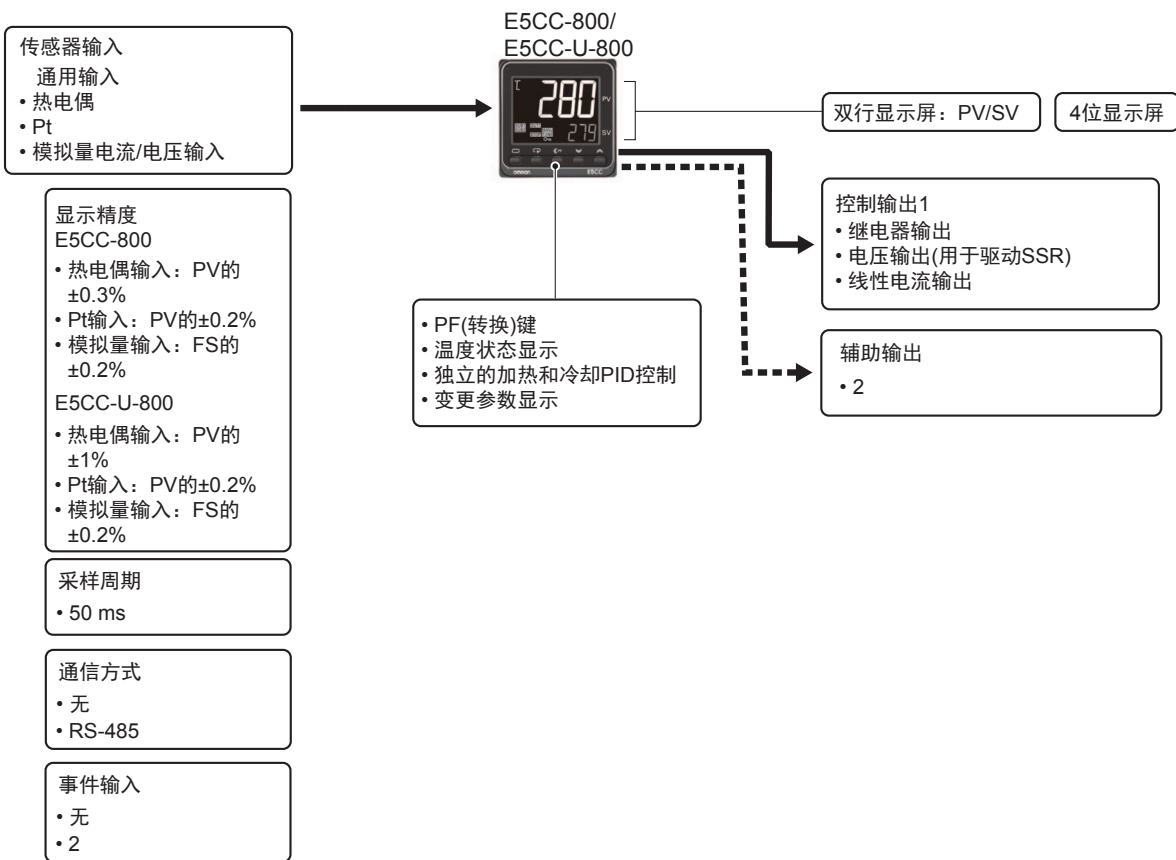 E5CC-800/
E5CC-U-800
传感器输入
通用输入
• 热电偶
• Pt
• 模拟量电流/电压输入
280
PV
279
SV
omron
E5CC
双行显示屏：PV/SV
4位显示屏
显示精度
E5CC-800
• 热电偶输入：PV的
±0.3%
• Pt输入：PV的±0.2%
• 模拟量输入：FS的
±0.2%
E5CC-U-800
• 热电偶输入：PV的
±1%
• Pt输入：PV的±0.2%
• 模拟量输入：FS的
±0.2%
控制输出1
• 继电器输出
• 电压输出(用于驱动SSR)
• 线性电流输出
• PF(转换)键
• 温度状态显示
• 独立的加热和冷却PID控制
• 变更参数显示
辅助输出
• 2
采样周期
• 50 ms
通信方式
• 无
• RS-485
事件输入
• 无
• 2